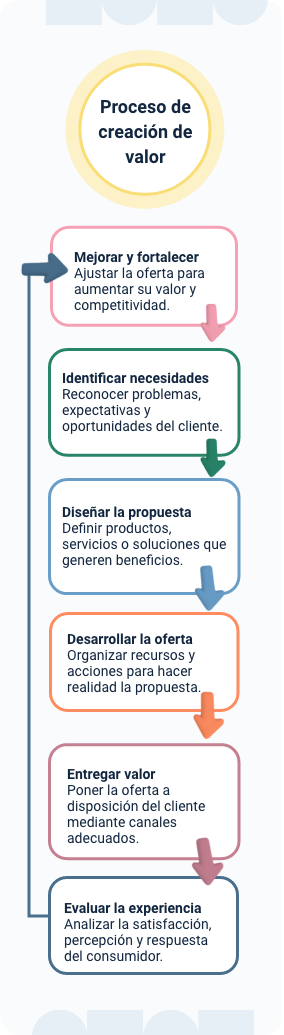 Proceso de
creación de
valor
Mejorar y fortalecer
Ajustar la oferta para
aumentar su valor y
competitividad.
Identificar necesidades
Reconocer problemas,
expectativas y
oportunidades del cliente.
Diseñar la propuesta
Definir productos,
servicios o soluciones que
generen beneficios.
Desarrollar la oferta
Organizar recursos y
acciones para hacer
realidad la propuesta.
Entregar valor
Poner la oferta a
disposición del cliente
mediante canales
adecuados.
Evaluar la experiencia
Analizar la satisfacción,
percepción y respuesta
del consumidor.